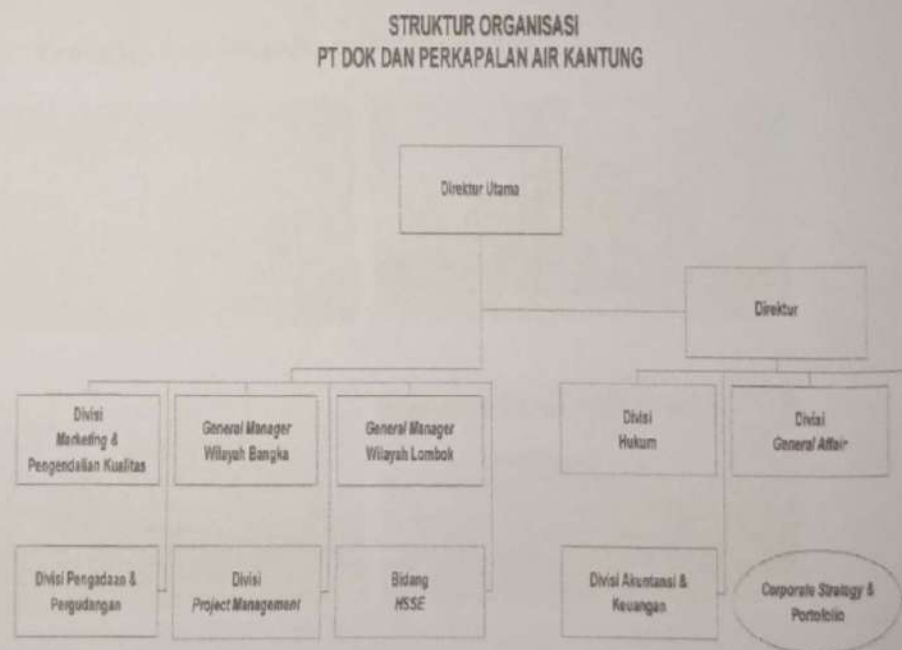 STRUKTUR ORGANISASI
PT DOK DAN PERKAPALAN AIR KANTUNG
Direktur Utama
Direktur
Divisi
Marketing &
Pengendalian Kualitas
General Manager
Wilayah Bangka
General Manager
Wilayah Lombok
Divisi
Hukum
Divisi
General Affair
Divisi Pengadaan &
Pergudangan
Divisi
Project Management
Bidang
HSSE
Divisi Akuntansi &
Keuangan
Corporate Strategy &
Portofolio